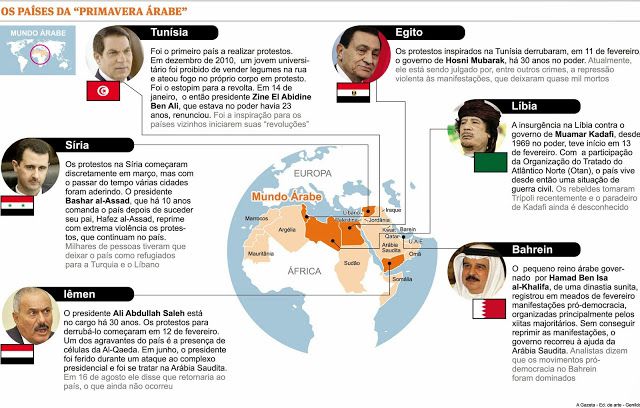 OS PAÍSES DA “PRIMAVERA ÁRABE”
MUNDO ÁRABE
Tunísia
Foi o primeiro país a realizar protestos.
Em dezembro de 2010, um jovem univers-
itário foi proibido de vender legumes na rua
e ateou fogo no próprio corpo em protesto.
Foi o estopim para a revolta. Em 14 de
janeiro, o então presidente Zine El Abidine
Ben Ali, que estava no poder havia 23
anos, renunciou. Foi a inspiração para os
países vizinhos iniciarem suas “revoluções”
Egito
Os protestos inspirados na Tunísia derrubaram, em 11 de fevereiro
o governo de Hosni Mubarak, há 30 anos no poder. Atualmente,
ele está sendo julgado por, entre outros crimes, a repressão
violenta às manifestações, que deixaram quase mil mortos
Líbia
A insurgência na Líbia contra o
governo de Muamar Kadafi, desde
1969 no poder, teve início em 13
de fevereiro. Com a participação
da Organização do Tratado do
Atlântico Norte (Otan), o país vive
desde então uma situação de
guerra civil. Os rebeldes tomaram
Trípoli recentemente e o paradeiro
de Kadafi ainda é desconhecido
Síria
Os protestos na Síria começaram
discretamente em março, mas com
o passar do tempo várias cidades
foram aderindo. O presidente
Bashar al-Assad, que há 10 anos
comanda o país depois de suceder
seu pai, Hafez al-Assad, reprime
com extrema violência os protes-
tos, que continuam no país.
Milhares de pessoas tiveram que
deixar o país como refugiados
para a Turquia e o Líbano
EUROPA
Mundo Árabe
Marrocos
Argélia
Mauritânia
Líbano
Palestina
Iraque
Jordânia
Kwait
Barein
Qatar
U.A.E
Arábia
Saudita
Omã
Sudão
Somália
ÁFRICA
Bahrein
O pequeno reino árabe gover-
nado por Hamad Ben Isa
al-Khalifa, de uma dinastia sunita,
registrou em meados de fevereiro
manifestações pró-democracia,
organizadas principalmente pelos
xiitas majoritários. Sem conseguir
reprimir as manifestações, o
governo recorreu à ajuda da
Arábia Saudita. Analistas dizem
que os movimentos pró-
democracia no Bahrein
foram dominados
Iêmen
O presidente Ali Abdullah Saleh está
no cargo há 30 anos. Os protestos para
derrubá-lo começaram em 12 de fevereiro.
Um dos agravantes do país é a presença de
células da Al-Qaeda. Em junho, o presidente
foi ferido durante um ataque ao complexo
presidencial e foi se tratar na Arábia Saudita.
Em 16 de agosto ele disse que retornaria ao
país, o que ainda não ocorreu
A Gazeta - Ed. de arte - Genildo